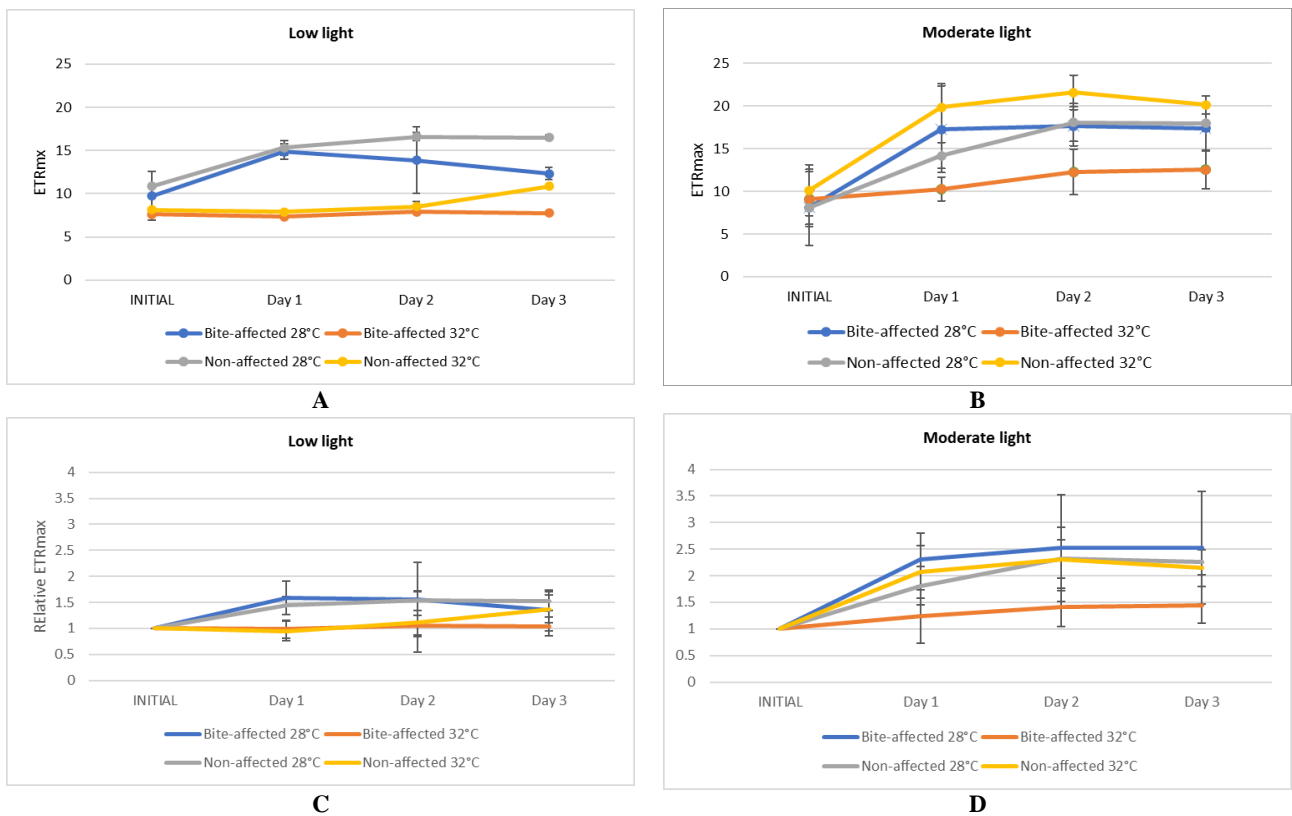 Low light
25
20
15
10
5
0
ETRmx
INITIAL Day 1 Day 2 Day 3
Bite-affected 28°C Bite-affected 32°C
Non-affected 28°C Non-affected 32°C
A
Moderate light
25
20
15
10
5
0
ETRmax
INITIAL Day 1 Day 2 Day 3
Bite-affected 28°C Bite-affected 32°C
Non-affected 28°C Non-affected 32°C
B
Low light
4
3.5
3
2.5
2
1.5
1
0.5
0
RElative ETRmax
INITIAL Day 1 Day 2 Day 3
Bite-affected 28°C Bite-affected 32°C
Non-affected 28°C Non-affected 32°C
C
Moderate light
4
3.5
3
2.5
2
1.5
1
0.5
0
INITIAL Day 1 Day 2 Day 3
Bite-affected 28°C Bite-affected 32°C
Non-affected 28°C Non-affected 32°C
D